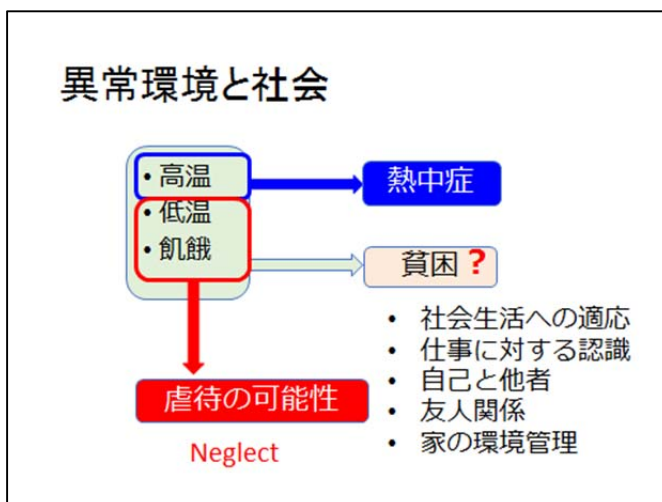 異常環境と社会
• 高温
• 低温
• 飢餓
熱中症
貧困？
• 社会生活への適応
• 仕事に対する認識
• 自己と他者
• 友人関係
• 家の環境管理
虐待の可能性
Neglect